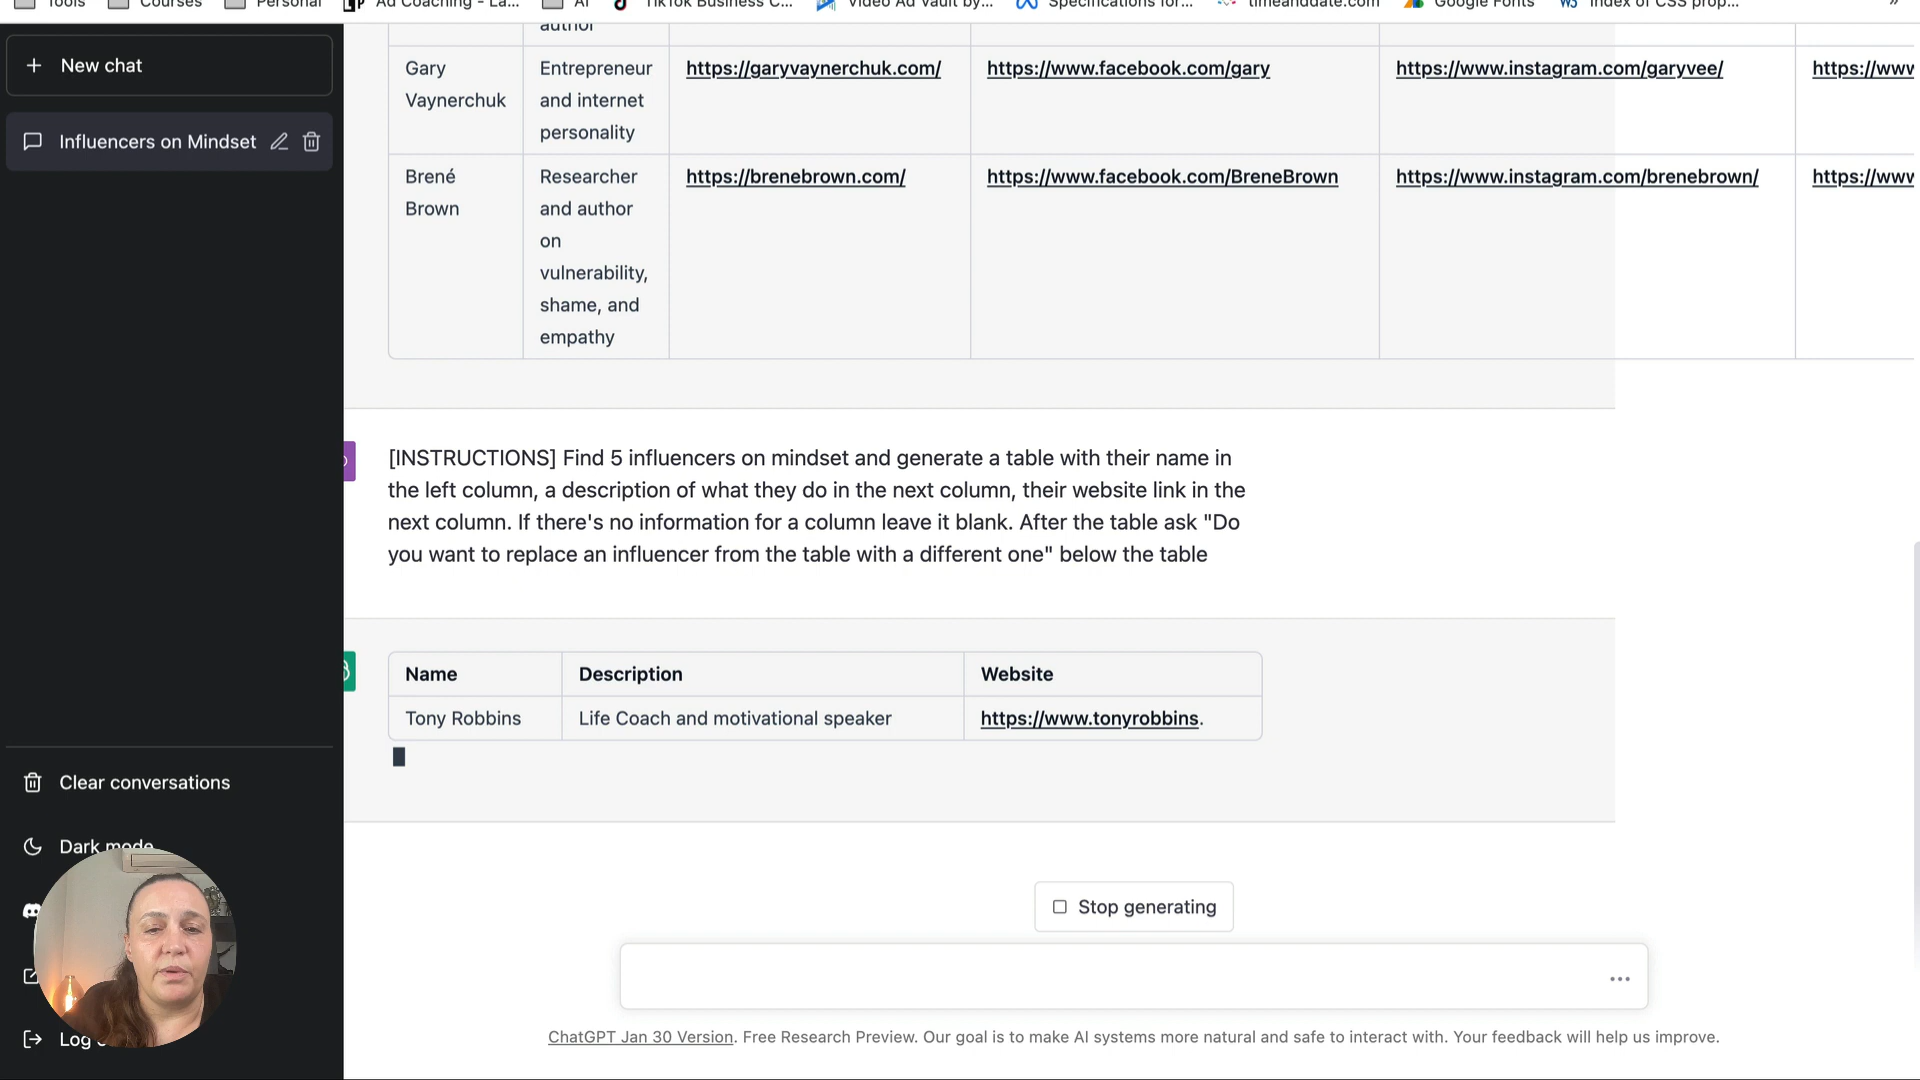 Tools Courses Personal Ad Coaching - La... AI TikTok Business C... Video Ad Vault by... Specifications for... timeanddate.com Google Fonts W3 Index of CSS prop... »
New chat
Influencers on Mindset
author
Gary Vaynerchuk
Entrepreneur
and internet
personality
https://garyvaynerchuk.com/
https://www.facebook.com/gary
https://www.instagram.com/garyvee/
https://www
Brené
Brown
Researcher
and author
on
vulnerability,
shame, and
empathy
https://brenebrown.com/
https://www.facebook.com/BreneBrown
https://www.instagram.com/brenebrown/
https://www
[INSTRUCTIONS] Find 5 influencers on mindset and generate a table with their name in
the left column, a description of what they do in the next column, their website link in the
next column. If there's no information for a column leave it blank. After the table ask "Do
you want to replace an influencer from the table with a different one" below the table
Name Description Website
Tony Robbins Life Coach and motivational speaker https://www.tonyrobbins.
Clear conversations
Dark mode
Log
Stop generating
ChatGPT Jan 30 Version. Free Research Preview. Our goal is to make AI systems more natural and safe to interact with. Your feedback will help us improve.